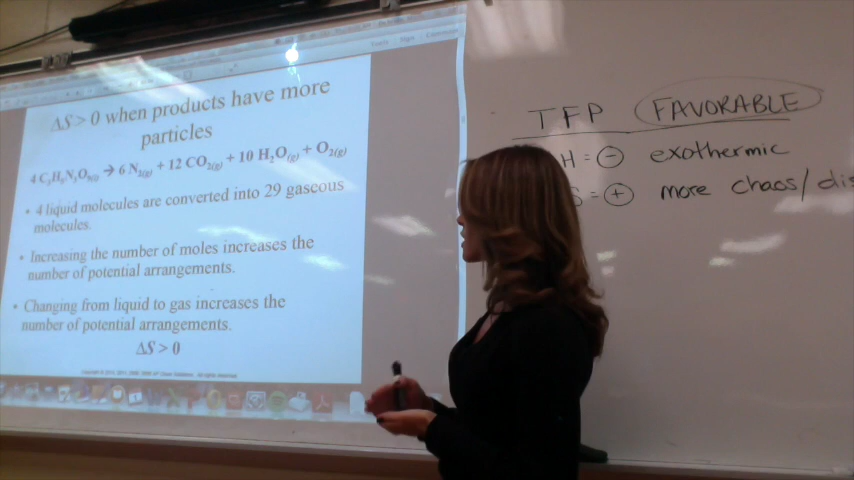 ΔS > 0 when products have more
particles
4 C₃H₅N₃O₉₍ₗ₎ → 6 N₂₍g₎ + 12 CO₂₍g₎ + 10 H₂O₍g₎ + O₂₍g₎
• 4 liquid molecules are converted into 29 gaseous
molecules.
• Increasing the number of moles increases the
number of potential arrangements.
• Changing from liquid to gas increases the
number of potential arrangements.
ΔS > 0
TFP FAVORABLE
H = ⊖ exothermic
S = ⊕ more chaos/dis